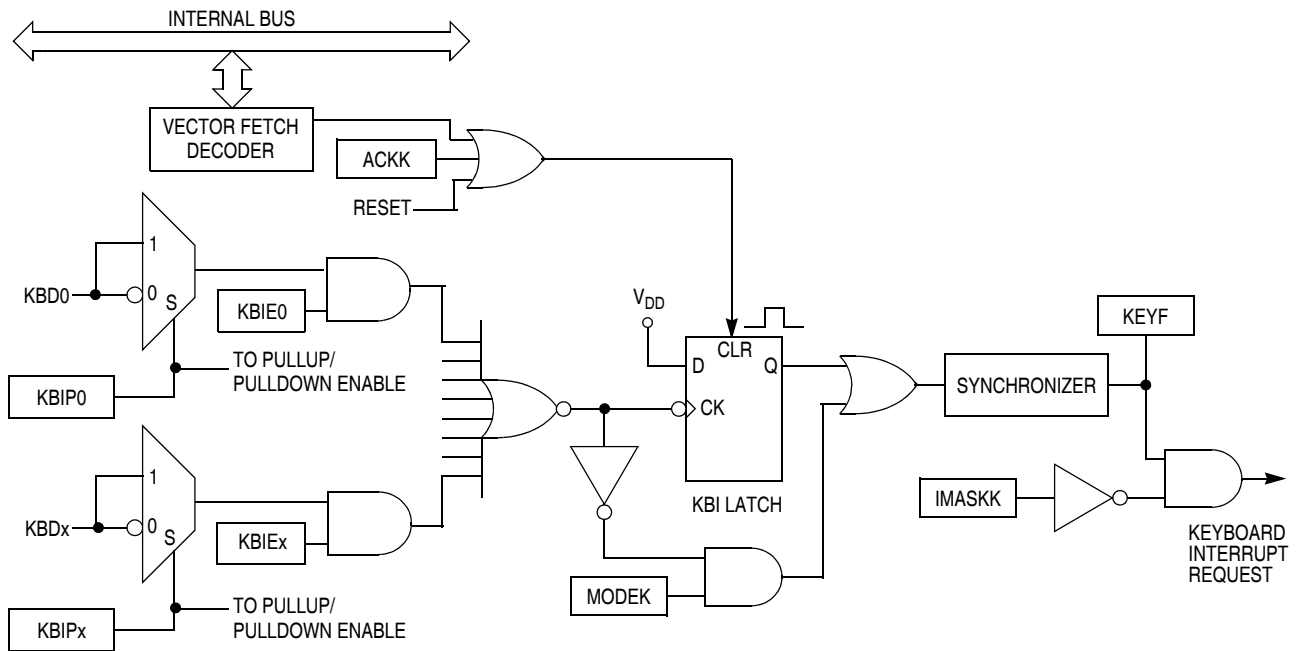 INTERNAL BUS
VECTOR FETCH
DECODER
ACKK
RESET
1
KBD0
0
S
KBIE0
TO PULLUP/
PULLDOWN ENABLE
KBIP0
VDD
CLR
D
Q
CK
KBI LATCH
SYNCHRONIZER
KEYF
1
KBDx
0
S
KBIEx
TO PULLUP/
PULLDOWN ENABLE
KBIPx
MODEK
IMASKK
KEYBOARD
INTERRUPT
REQUEST